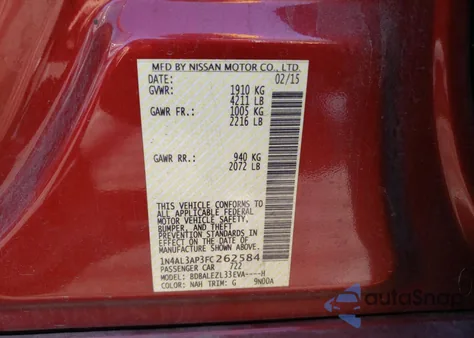 MFD BY NISSAN MOTOR CO., LTD.
DATE: 02/15
GVWR: 1910 KG
4211 LB
GAWR FR.: 1005 KG
2216 LB
GAWR RR.: 940 KG
2072 LB
THIS VEHICLE CONFORMS TO
ALL APPLICABLE FEDERAL
MOTOR VEHICLE SAFETY,
BUMPER, AND THEFT
PREVENTION STANDARDS
IN EFFECT ON THE DATE OF
MANUFACTURE SHOWN ABOVE.
1N4AL3AP3FC262584
PASSENGER CAR 722
MODEL: BDBALEZL33EVA----H
COLOR: NAH TRIM: G 9N00A
autoSnap